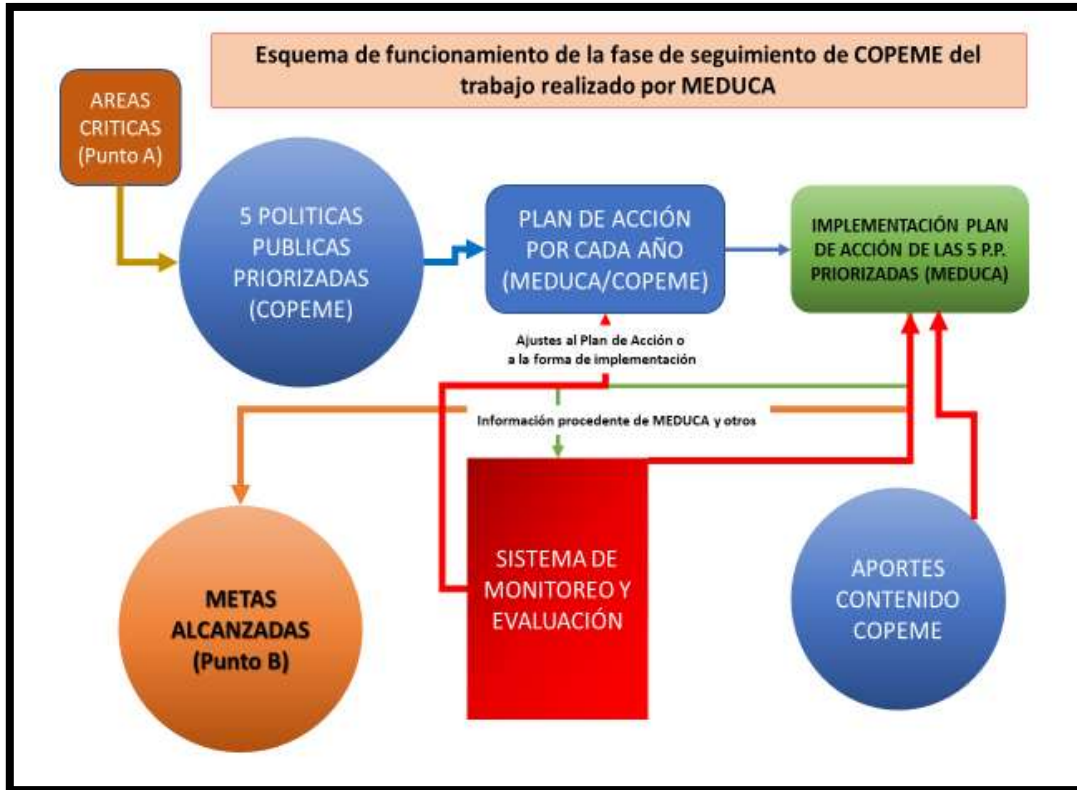 Esquema de funcionamiento de la fase de seguimiento de COPEME del
trabajo realizado por MEDUCA
AREAS
CRITICAS
(Punto A)
5 POLITICAS
PUBLICAS
PRIORIZADAS
(COPEME)
PLAN DE ACCIÓN
POR CADA AÑO
(MEDUCA/COPEME)
IMPLEMENTACIÓN PLAN
DE ACCIÓN DE LAS 5 P.P.
PRIORIZADAS (MEDUCA)
Ajustes al Plan de Acción o
a la forma de implementación
Información procedente de MEDUCA y otros
METAS
ALCANZADAS
(Punto B)
SISTEMA DE
MONITOREO Y
EVALUACIÓN
APORTES
CONTENIDO
COPEME